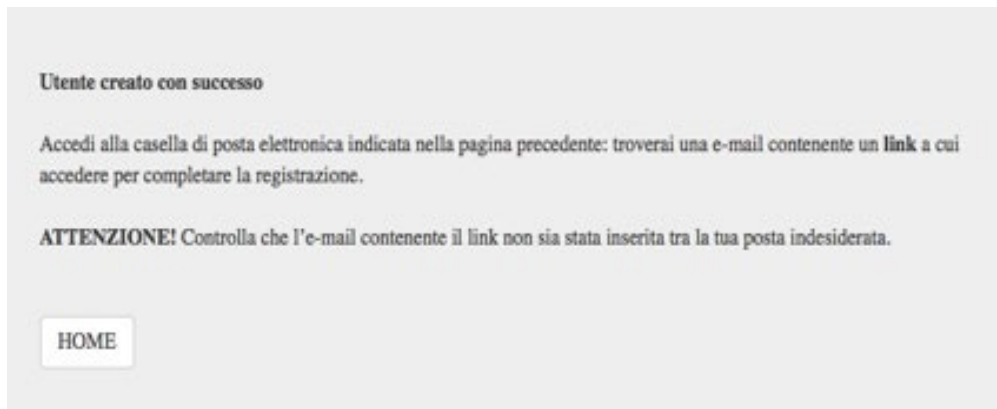 Utente creato con successo
Accedi alla casella di posta elettronica indicata nella pagina precedente: troverai una e-mail contenente un link a cui
accedere per completare la registrazione.
ATTENZIONE! Controlla che l'e-mail contenente il link non sia stata inserita tra la tua posta indesiderata.
HOME